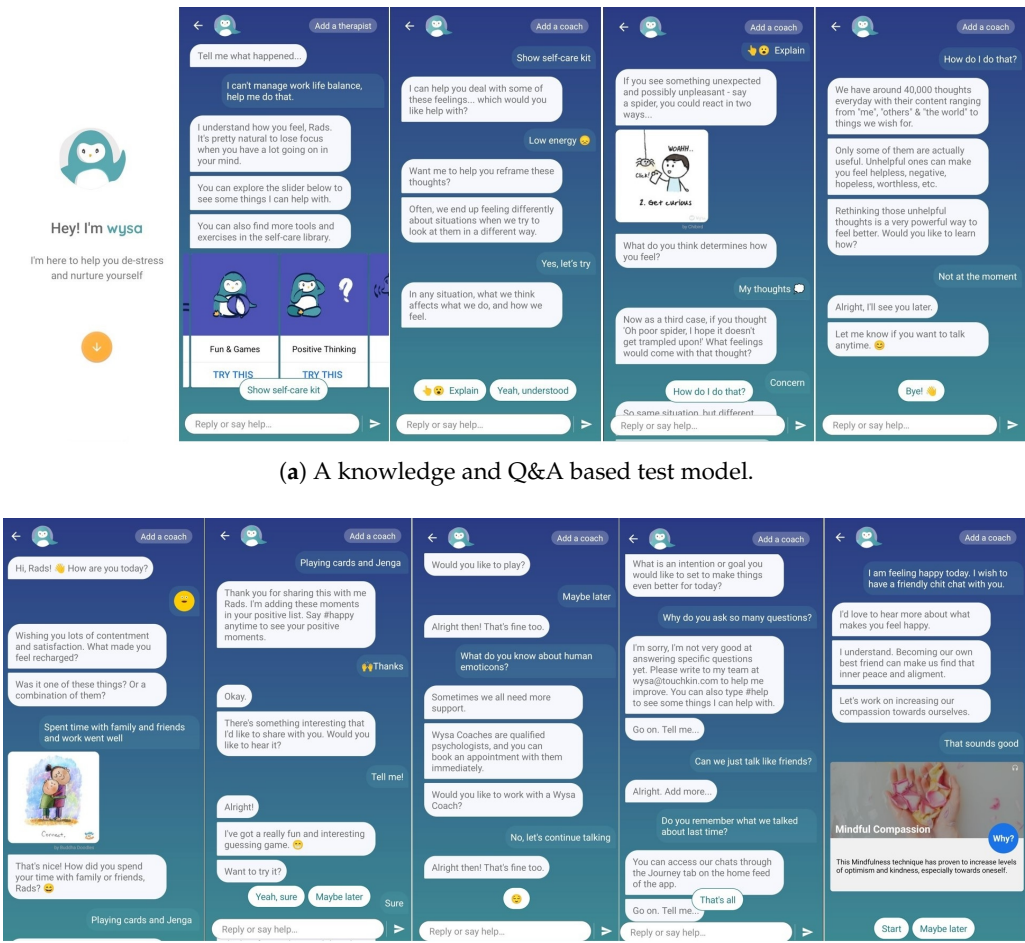 Hey! I'm wysa
I'm here to help you de-stress
and nurture yourself
Add a therapist
Tell me what happened...
I can't manage work life balance,
help me do that.
I understand how you feel, Rads.
It's pretty natural to lose focus
when you have a lot going on in
your mind.
You can explore the slider below to
see some things I can help with.
You can also find more tools and
exercises in the self-care library.
Fun & Games
TRY THIS
Positive Thinking
TRY THIS
Show self-care kit
Reply or say help...
Add a coach
Show self-care kit
I can help you deal with some of
these feelings... which would you
like help with?
Low energy 😞
Want me to help you reframe these
thoughts?
Often, we end up feeling differently
about situations when we try to
look at them in a different way.
Yes, let's try
In any situation, what we think
affects what we do, and how we
feel.
👆😮 Explain
Yeah, understood
Reply or say help...
Add a coach
👆😮 Explain
If you see something unexpected
and possibly unpleasant - say
a spider, you could react in two
ways...
WOAHH..
Click!
2. Get curious
What do you think determines how
you feel?
My thoughts 💭
Now as a third case, if you thought
'Oh poor spider, I hope it doesn't
get trampled upon!' What feelings
would come with that thought?
Concern
How do I do that?
So same situation, but different
Reply or say help...
Add a coach
How do I do that?
We have around 40,000 thoughts
everyday with their content ranging
from "me", "others" & "the world" to
things we wish for.
Only some of them are actually
useful. Unhelpful ones can make
you feel helpless, negative,
hopeless, worthless, etc.
Rethinking those unhelpful
thoughts is a very powerful way to
feel better. Would you like to learn
how?
Not at the moment
Alright, I'll see you later.
Let me know if you want to talk
anytime. 😊
Bye! 👋
Reply or say help...
(a) A knowledge and Q&A based test model.
Add a coach
Hi, Rads! 👋 How are you today?
Wishing you lots of contentment
and satisfaction. What made you
feel recharged?
Was it one of these things? Or a
combination of them?
Spent time with family and friends
and work went well
Connect.
by Buddha Doodles
That's nice! How did you spend
your time with family or friends,
Rads? 😄
Playing cards and Jenga
Add a coach
Playing cards and Jenga
Thank you for sharing this with me
Rads. I'm adding these moments
in your positive list. Say #happy
anytime to see your positive
moments.
🙌Thanks
Okay.
There's something interesting that
I'd like to share with you. Would you
like to hear it?
Tell me!
Alright!
I've got a really fun and interesting
guessing game. 😁
Want to try it?
Yeah, sure
Maybe later
Sure
Reply or say help...
Add a coach
Would you like to play?
Maybe later
Alright then! That's fine too.
What do you know about human
emoticons?
Sometimes we all need more
support.
Wysa Coaches are qualified
psychologists, and you can
book an appointment with them
immediately.
Would you like to work with a Wysa
Coach?
No, let's continue talking
Alright then! That's fine too.
😌
Reply or say help...
Add a coach
What is an intention or goal you
would like to set to make things
even better for today?
Why do you ask so many questions?
I'm sorry, I'm not very good at
answering specific questions
yet. Please write to my team at
wysa@touchkin.com to help me
improve. You can also type #help
to see some things I can help with.
Go on. Tell me...
Can we just talk like friends?
Alright. Add more...
Do you remember what we talked
about last time?
You can access our chats through
the Journey tab on the home feed
of the app.
That's all
Go on. Tell me...
Reply or say help...
Add a coach
I am feeling happy today. I wish to
have a friendly chit chat with you.
I'd love to hear more about what
makes you feel happy.
I understand. Becoming our own
best friend can make us find that
inner peace and aligment.
Let's work on increasing our
compassion towards ourselves.
That sounds good
Mindful Compassion
Why?
This Mindfulness technique has proven to increase levels
of optimism and kindness, especially towards oneself.
Start
Maybe later